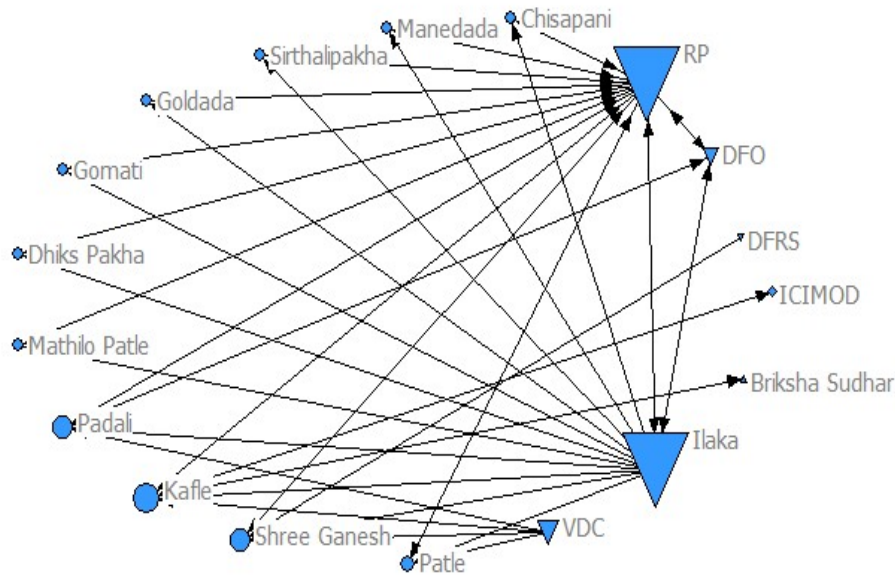 Chisapani
Manedada
RP
Sirthalipakha
Goldada
DFO
Gomati
DFRS
Dhiks Pakha
ICIMOD
Mathilo Patle
Briksha Sudhar
Padali
Ilaka
Kafle
VDC
Shree Ganesh
Patle